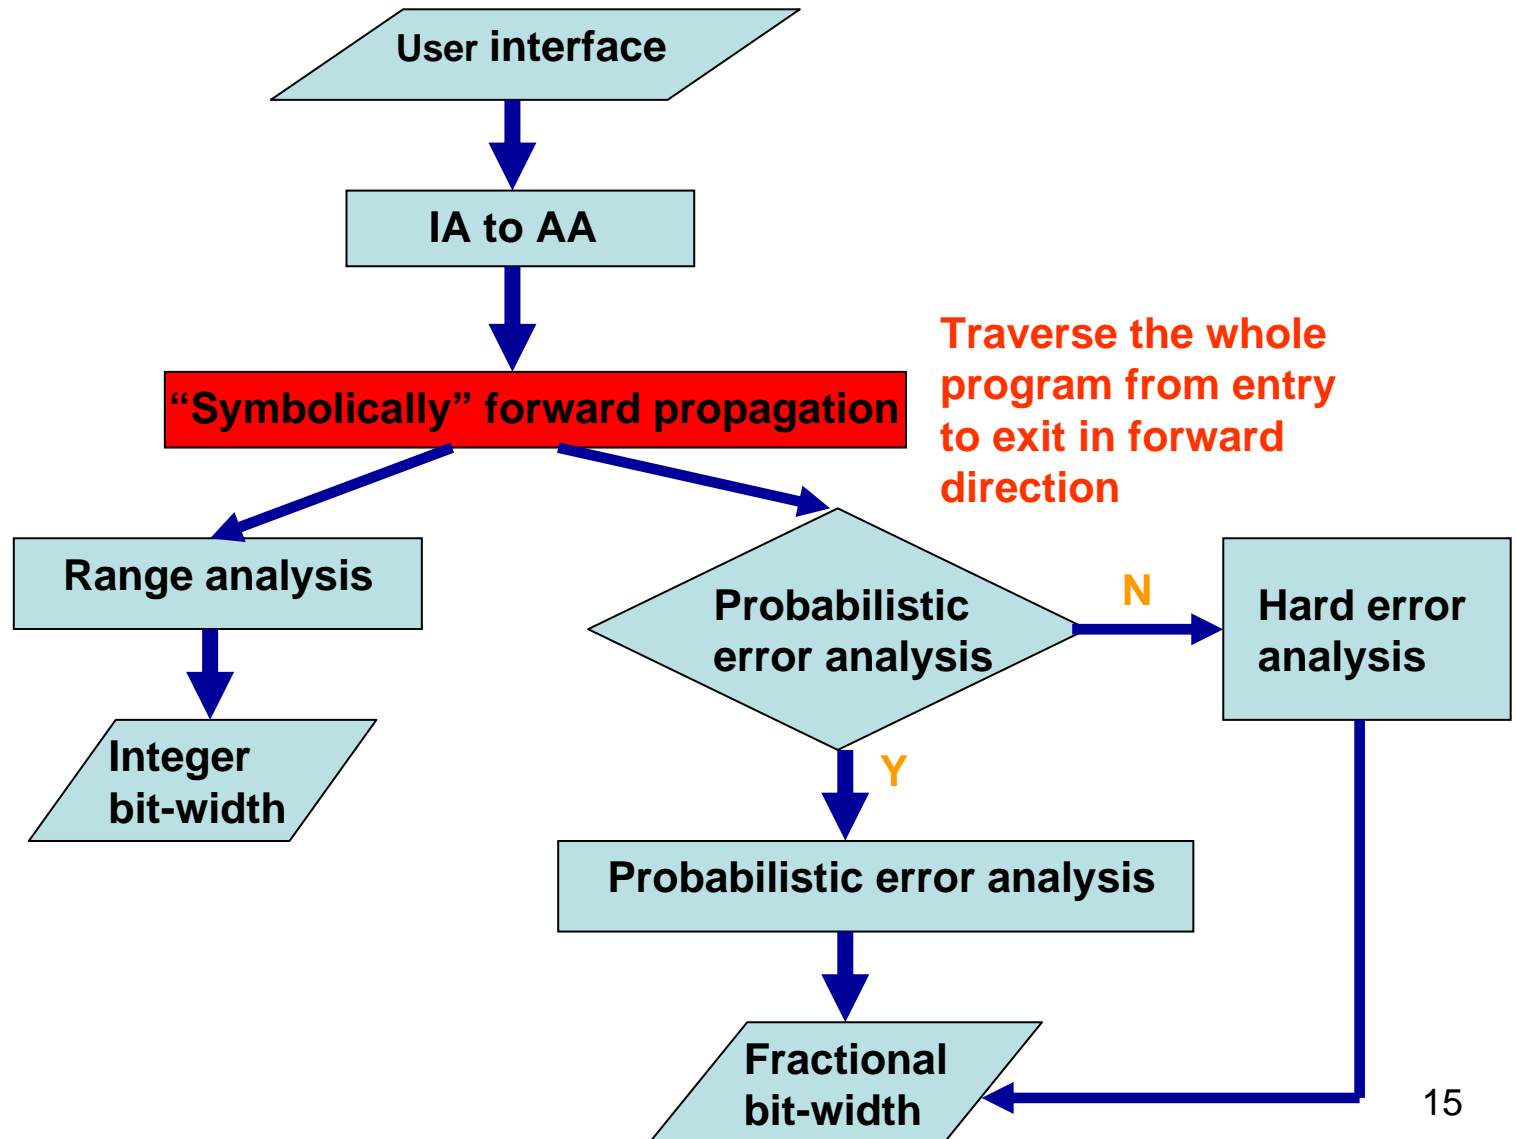 User interface
IA to AA
“Symbolically” forward propagation
Traverse the whole
program from entry
to exit in forward
direction
Range analysis
Probabilistic
error analysis
N
Hard error
analysis
Integer
bit-width
Y
Probabilistic error analysis
Fractional
bit-width
15